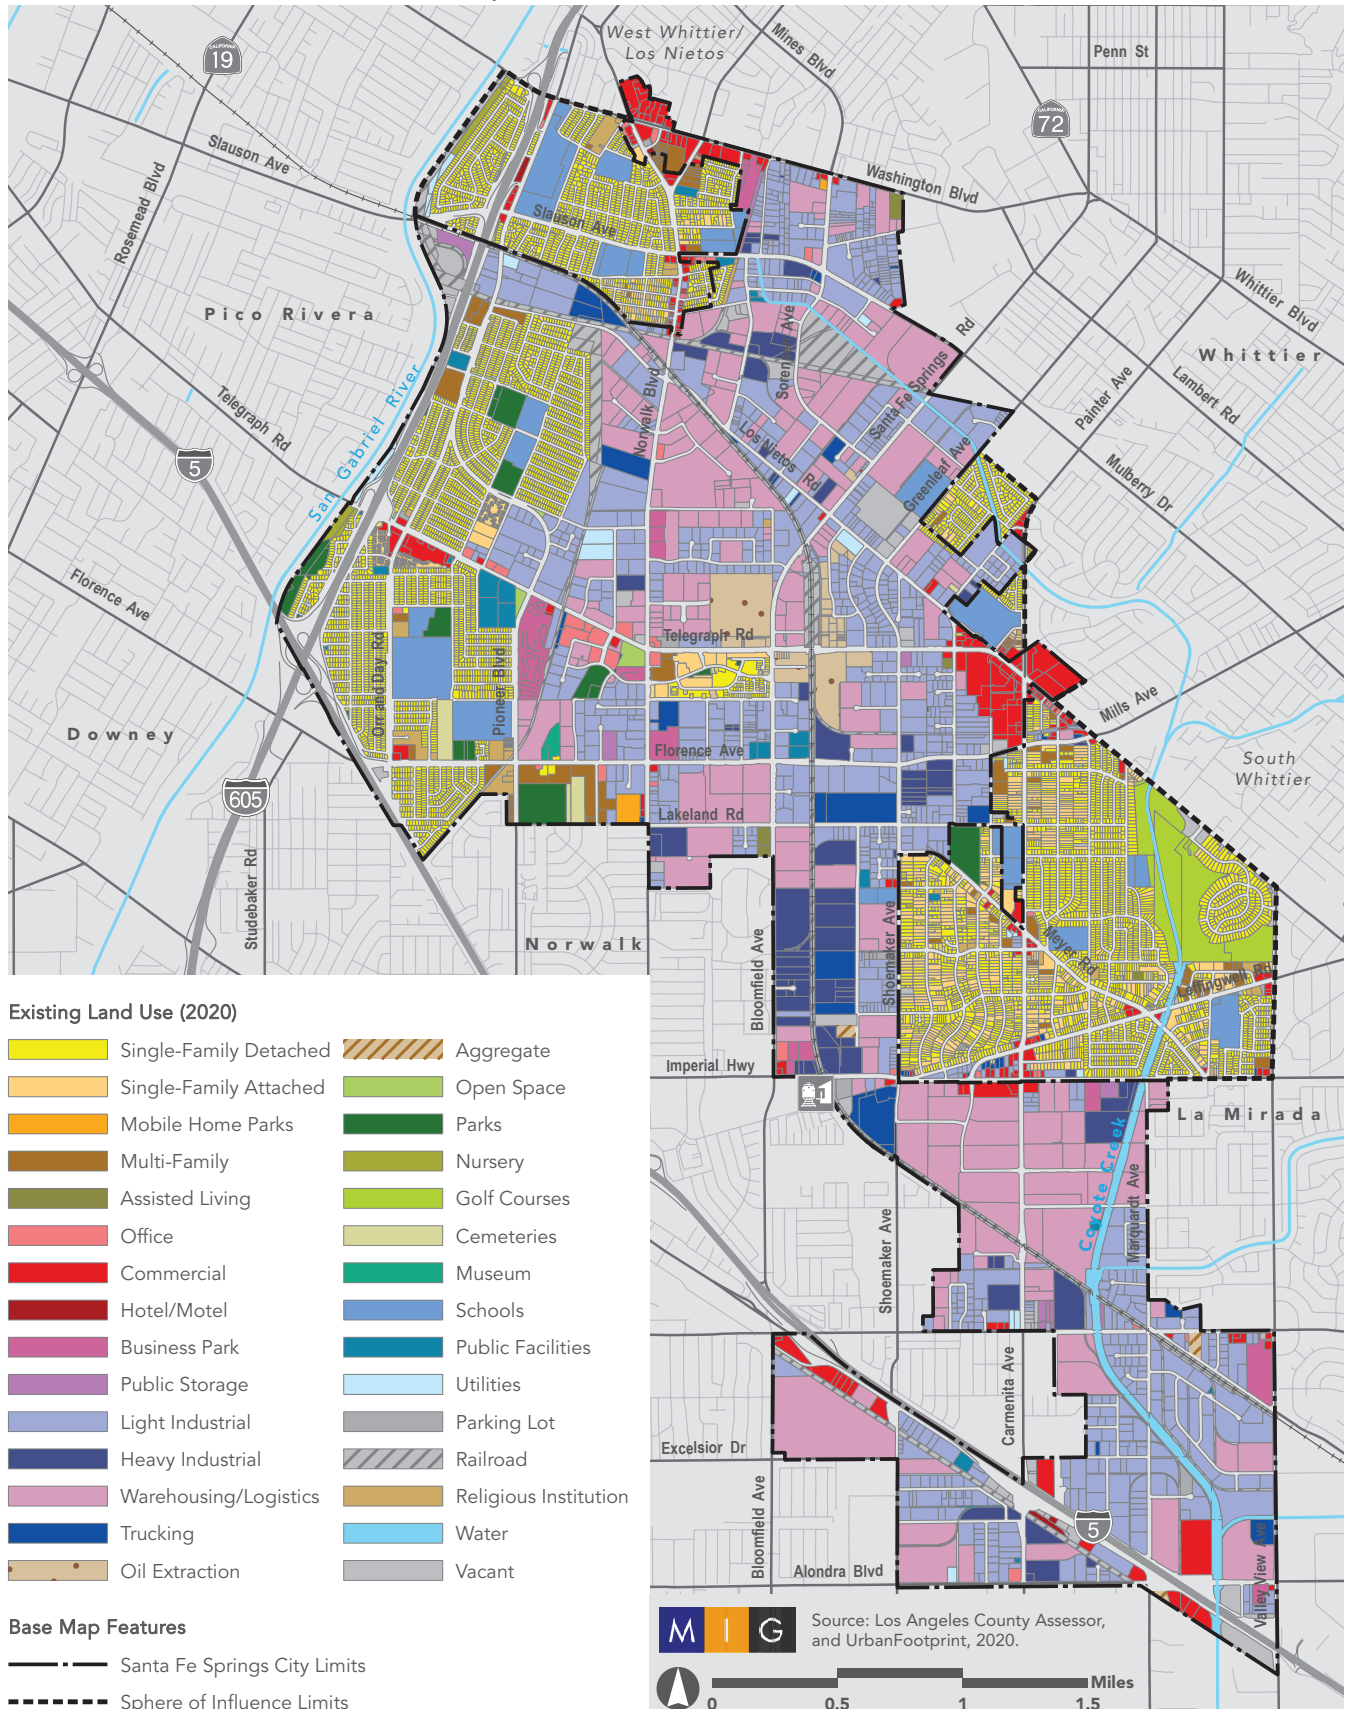 West Whittier/
Los Nietos
Mines Blvd
Penn St
CALIFORNIA
19
CALIFORNIA
72
Slauson Ave
Rosemead Blvd
Washington Blvd
Slauson Ave
Whittier Blvd
Pico Rivera
Sorensen Ave
Santa Fe Springs
Rd
Whittier
Painter Ave
Lambert Rd
Telegraph Rd
San Gabriel River
Norwalk Blvd
Los Nietos Rd
Greenleaf Ave
Mulberry Dr
5
Florence Ave
Telegraph Rd
Orr and Day Rd
Pioneer Blvd
Mills Ave
Downey
Florence Ave
South
Whittier
605
Lakeland Rd
Studebaker Rd
Norwalk
Bloomfield Ave
Shoemaker Ave
Meyer Rd
Leffingwell Rd
Imperial Hwy
La Mirada
Coyote Creek
Marquardt Ave
Shoemaker Ave
Carmenita Ave
Excelsior Dr
Bloomfield Ave
5
Valley View Ave
Alondra Blvd
Existing Land Use (2020)
Single-Family Detached
Single-Family Attached
Mobile Home Parks
Multi-Family
Assisted Living
Office
Commercial
Hotel/Motel
Business Park
Public Storage
Light Industrial
Heavy Industrial
Warehousing/Logistics
Trucking
Oil Extraction
Aggregate
Open Space
Parks
Nursery
Golf Courses
Cemeteries
Museum
Schools
Public Facilities
Utilities
Parking Lot
Railroad
Religious Institution
Water
Vacant
Base Map Features
Santa Fe Springs City Limits
Sphere of Influence Limits
M I G
Source: Los Angeles County Assessor,
and UrbanFootprint, 2020.
Miles
0 0.5 1 1.5